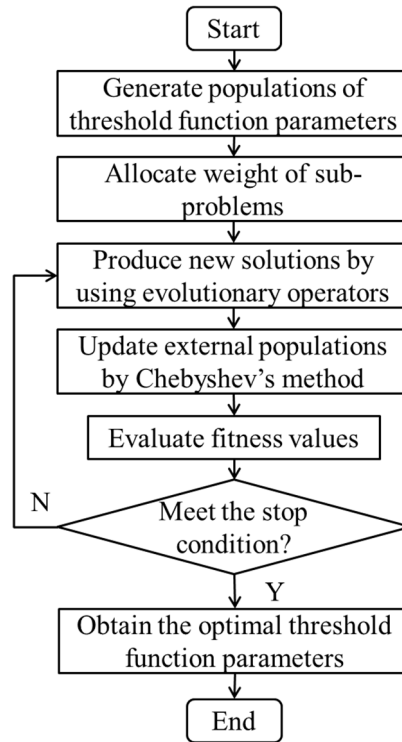 Start
Generate populations of
threshold function parameters
Allocate weight of sub-
problems
Produce new solutions by
using evolutionary operators
Update external populations
by Chebyshev's method
Evaluate fitness values
N
Meet the stop
condition?
Y
Obtain the optimal threshold
function parameters
End